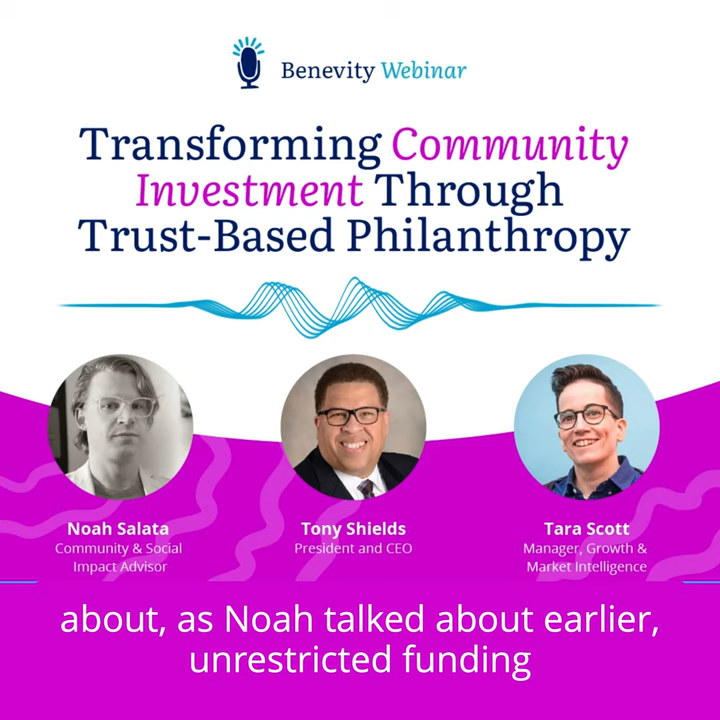 Benevity Webinar
Transforming Community
Investment Through
Trust-Based Philanthropy
Noah Salata
Community & Social
Impact Advisor
Tony Shields
President and CEO
Tara Scott
Manager, Growth &
Market Intelligence
about, as Noah talked about earlier,
unrestricted funding